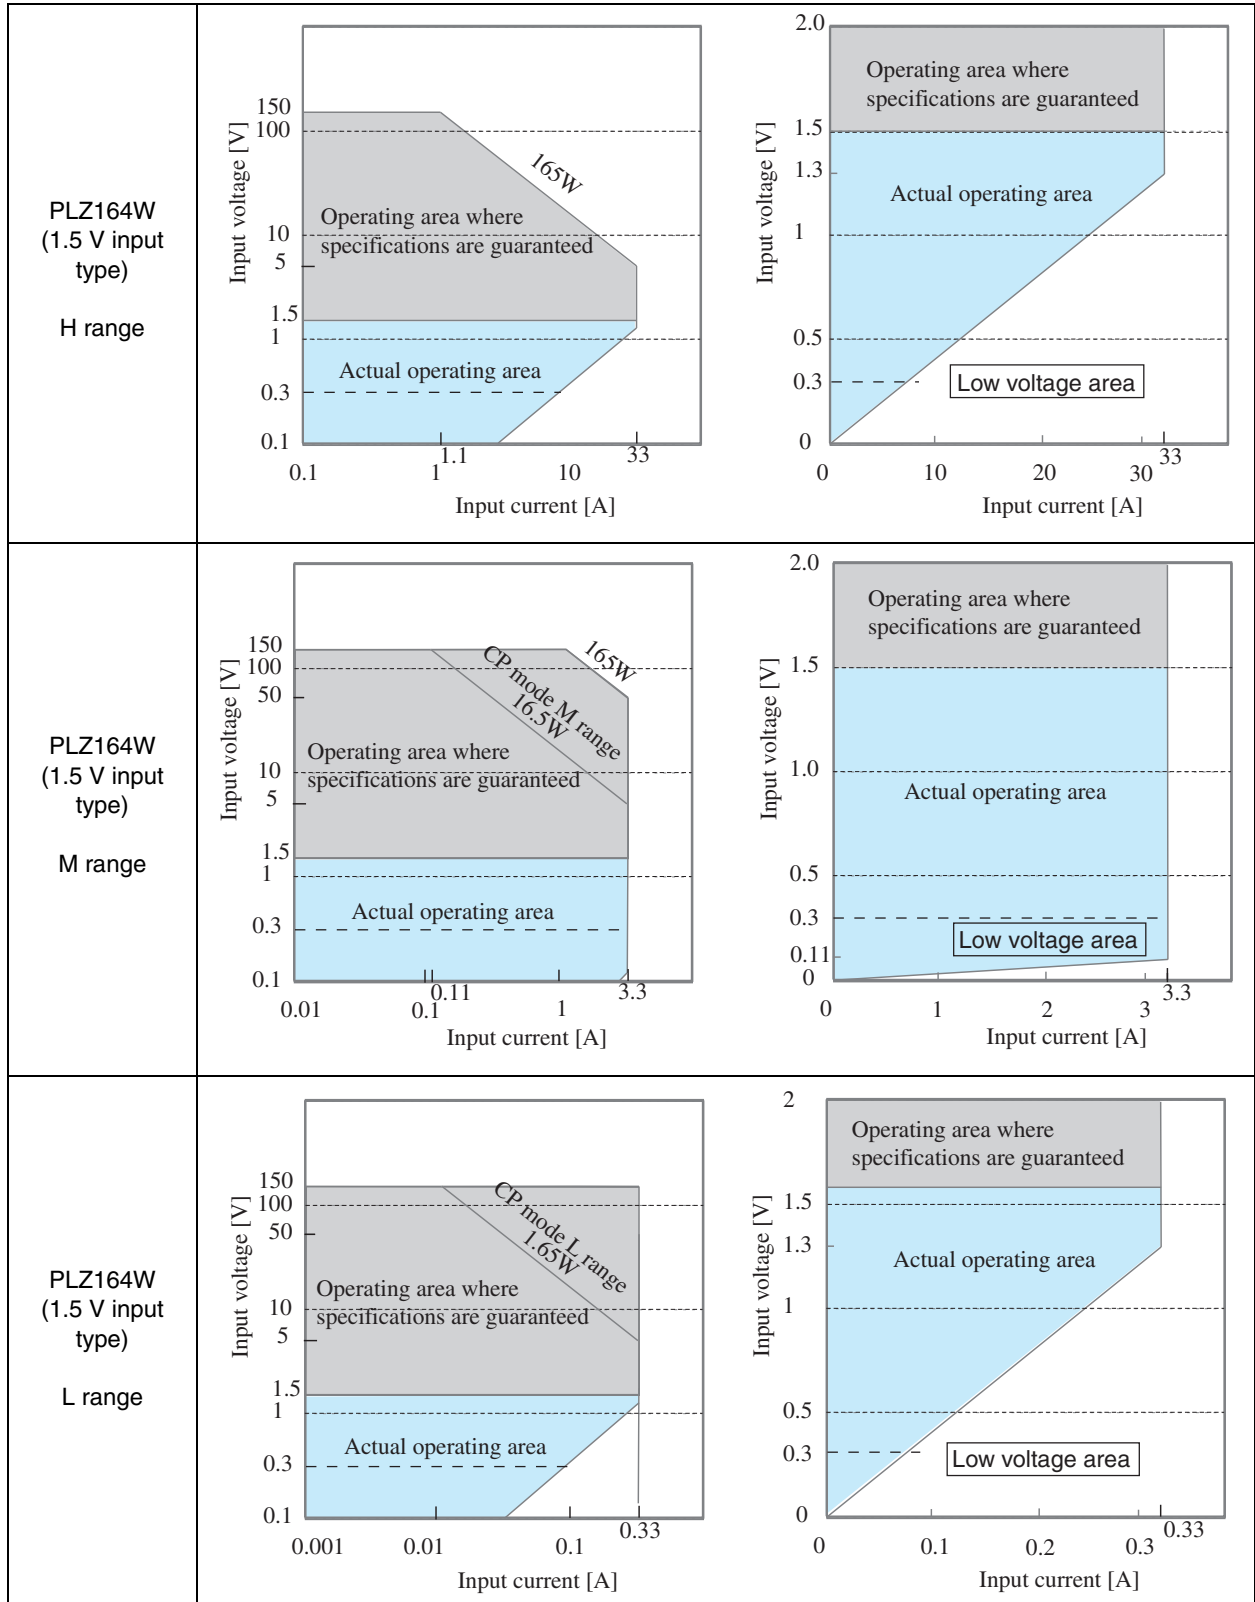 PLZ164W
(1.5 V input
type)
H range
Input voltage [V]
150
100
10
5
1.5
1
0.3
0.1
165W
Operating area where
specifications are guaranteed
Actual operating area
0.1
1
1.1
10
33
Input current [A]
Input voltage [V]
2.0
1.5
1.3
1
0.5
0.3
0
Operating area where
specifications are guaranteed
Actual operating area
Low voltage area
0
10
20
30
33
Input current [A]
PLZ164W
(1.5 V input
type)
M range
Input voltage [V]
150
100
50
10
5
1.5
1
0.3
0.1
165W
CP mode M range
16.5W
Operating area where
specifications are guaranteed
Actual operating area
0.01
0.1
0.11
1
3.3
Input current [A]
Input voltage [V]
2.0
1.5
1.0
0.5
0.3
0.11
0
Operating area where
specifications are guaranteed
Actual operating area
Low voltage area
0
1
2
3
3.3
Input current [A]
PLZ164W
(1.5 V input
type)
L range
Input voltage [V]
150
100
50
10
5
1.5
1
0.3
0.1
CP mode L range
1.65W
Operating area where
specifications are guaranteed
Actual operating area
0.001
0.01
0.1
0.33
Input current [A]
Input voltage [V]
2
1.5
1.3
1
0.5
0.3
0
Operating area where
specifications are guaranteed
Actual operating area
Low voltage area
0
0.1
0.2
0.3
0.33
Input current [A]